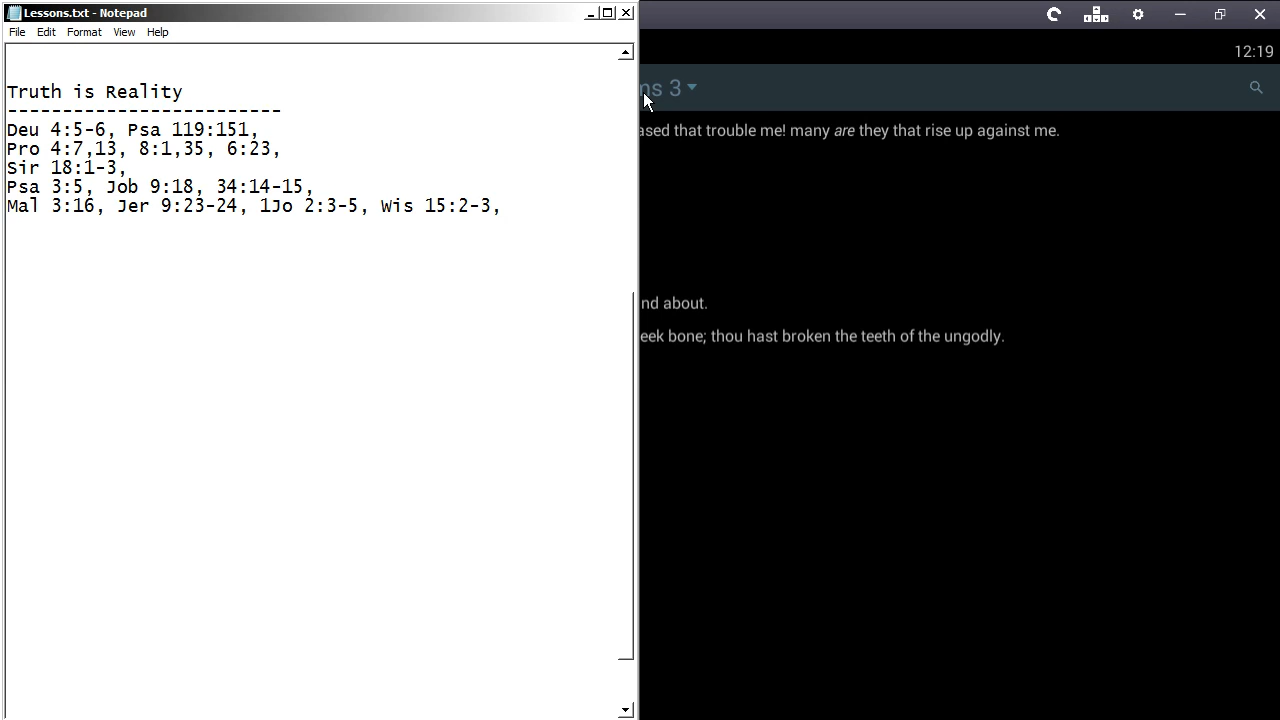 Lessons.txt - Notepad
File Edit Format View Help
12:19
ns 3
Truth is Reality
-------------------------
Deu 4:5-6, Psa 119:151,
Pro 4:7,13, 8:1,35, 6:23,
Sir 18:1-3,
Psa 3:5, Job 9:18, 34:14-15,
Mal 3:16, Jer 9:23-24, 1Jo 2:3-5, Wis 15:2-3,
ased that trouble me! many are they that rise up against me.
nd about.
eek bone; thou hast broken the teeth of the ungodly.